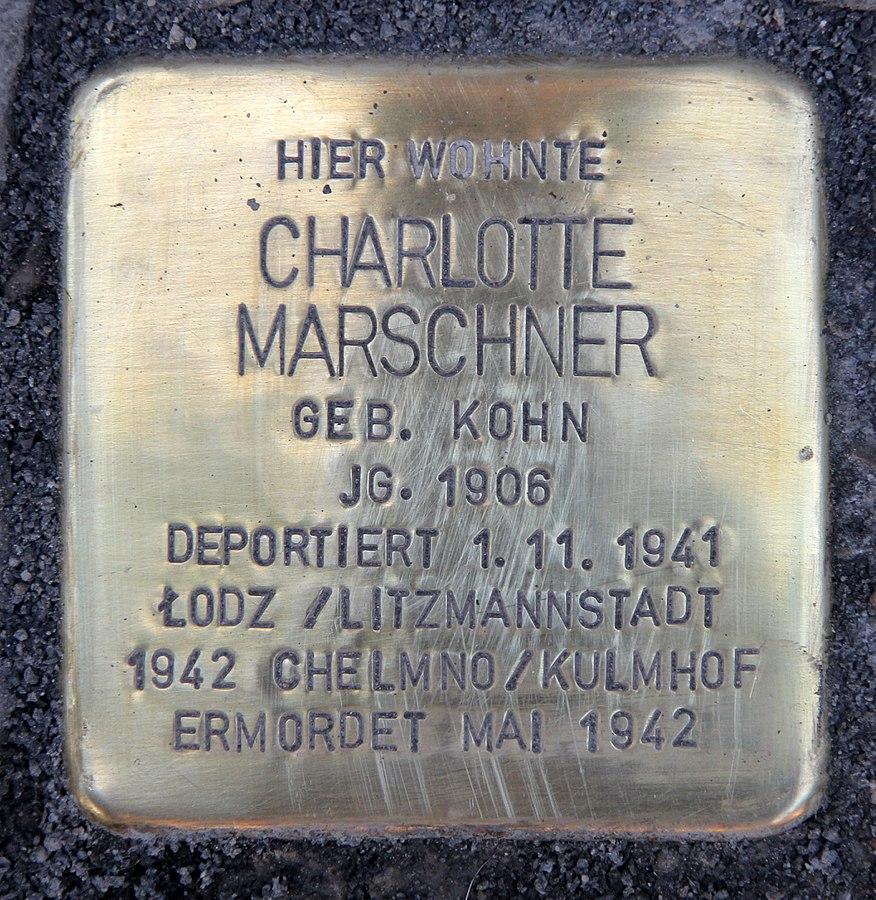 HIER WOHNTE
CHARLOTTE
MARSCHNER
GEB. KOHN
JG. 1906
DEPORTIERT 1.11.1941
ŁODZ / LITZMANNSTADT
1942 CHELMNO / KULMHOF
ERMORDET MAI 1942